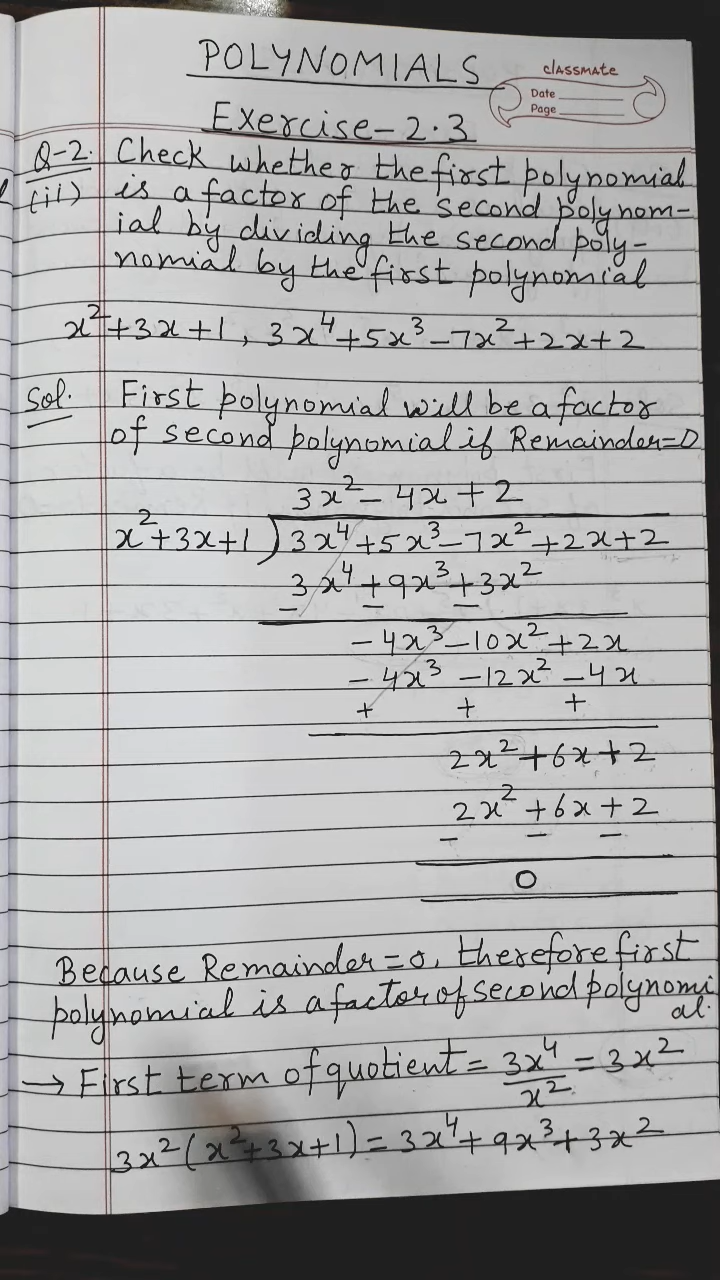 POLYNOMIALS
classmate
Date
Page
Exercise-2.3
Q-2. Check whether the first polynomial
(ii) is a factor of the second polynom-
ial by dividing the second poly-
nomial by the first polynomial
x²+3x+1, 3x⁴+5x³-7x²+2x+2
Sol. First polynomial will be a factor
of second polynomial if Remainder=0
3x²-4x+2
x²+3x+1)3x⁴+5x³-7x²+2x+2
3x⁴+9x³+3x²
- - -
-4x³-10x²+2x
-4x³-12x²-4x
+ + +
2x²+6x+2
2x²+6x+2
- - -
0
Because Remainder=0, therefore first
polynomial is a factor of second polynomi
al.
→ First term of quotient = 3x⁴/x² = 3x²
3x²(x²+3x+1)=3x⁴+9x³+3x²